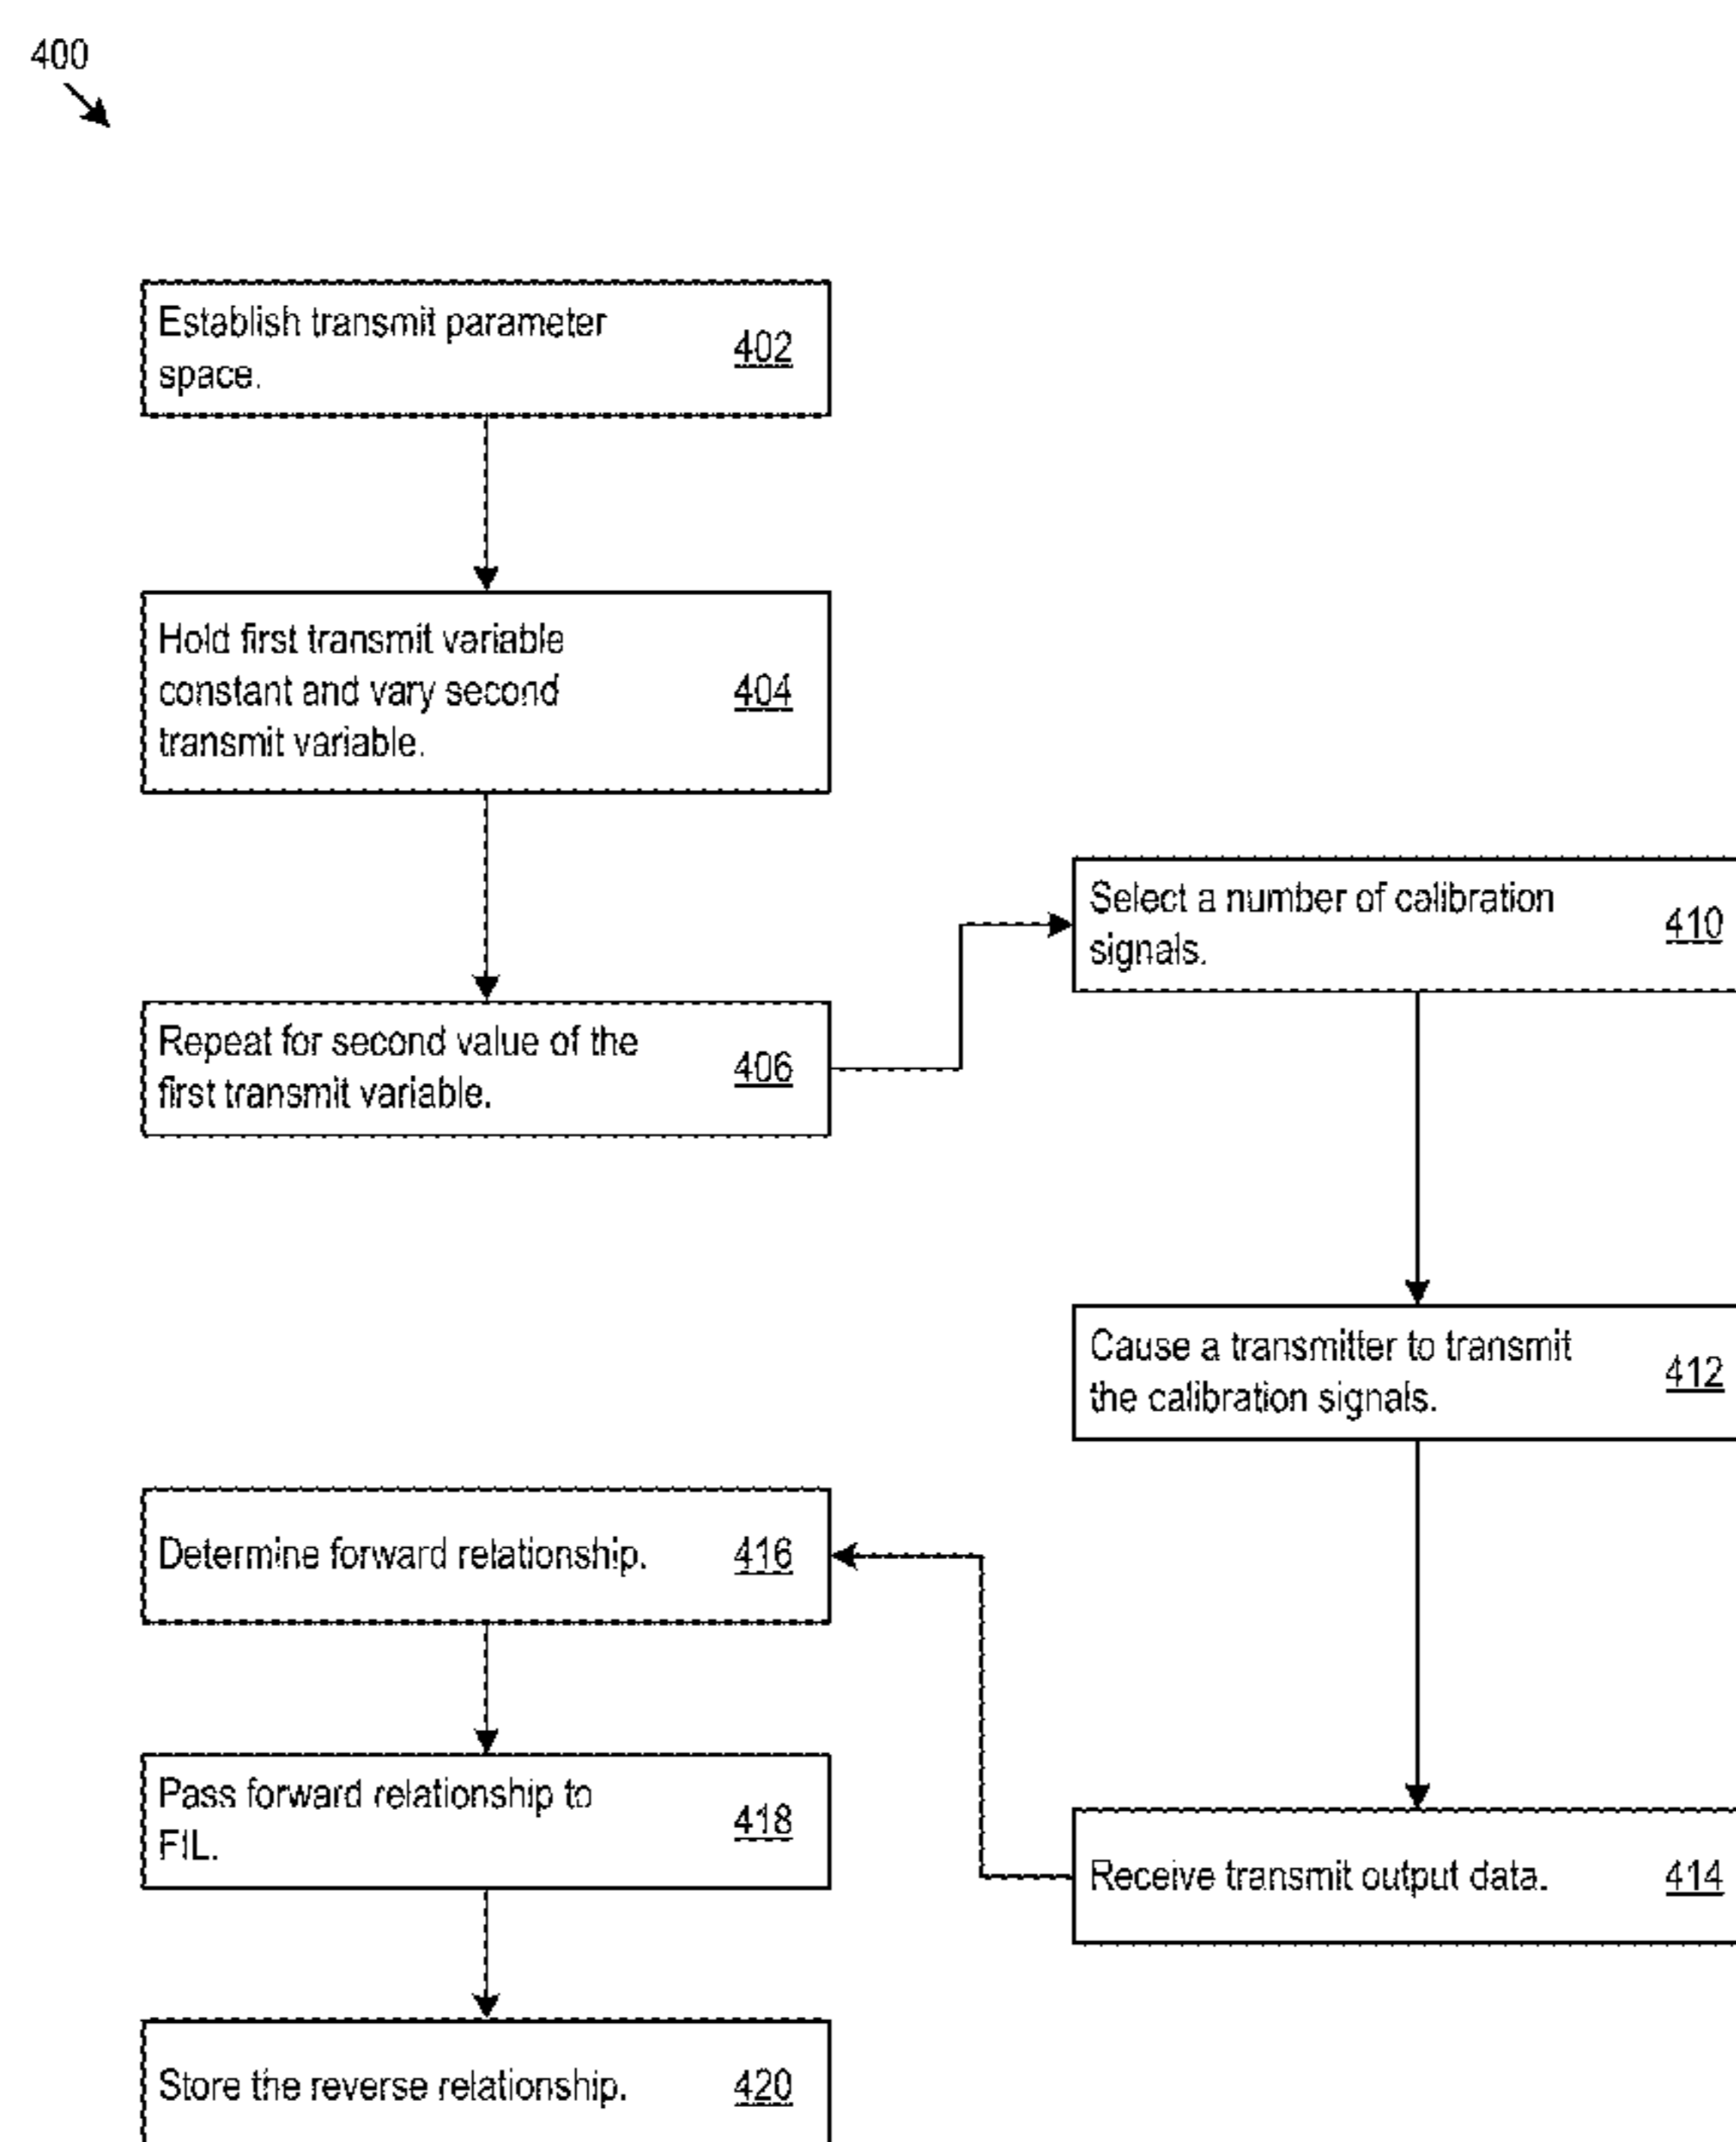 400
Establish transmit parameter
space.
402
Hold first transmit variable
constant and vary second
transmit variable.
404
Repeat for second value of the
first transmit variable.
406
Select a number of calibration
signals.
410
Cause a transmitter to transmit
the calibration signals.
412
Receive transmit output data.
414
Determine forward relationship.
416
Pass forward relationship to
FIL.
418
Store the reverse relationship.
420